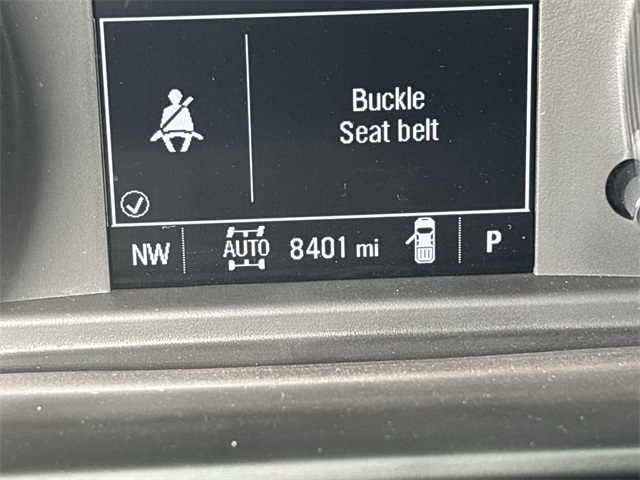 Buckle
Seat belt
NW AUTO 8401 mi P